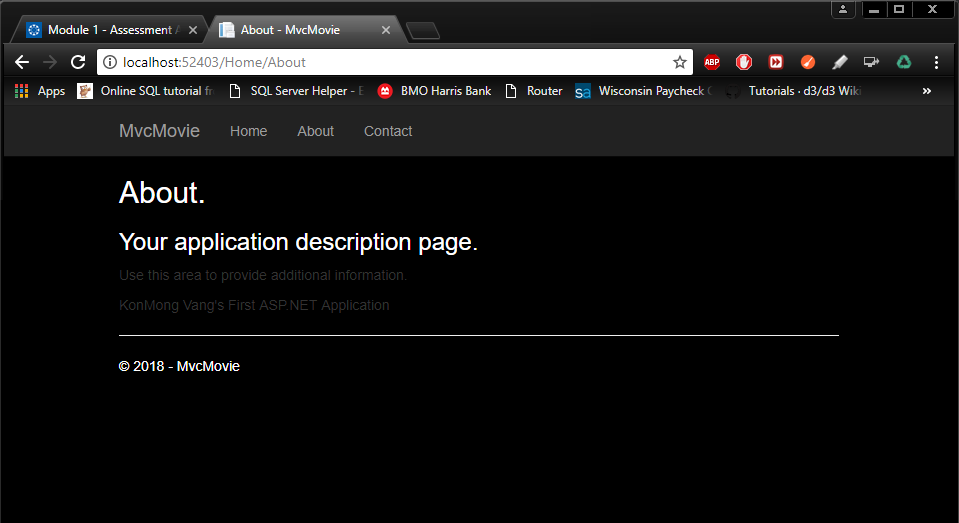 Module 1 - Assessment
About - MvcMovie
localhost:52403/Home/About
ABP
Apps Online SQL tutorial SQL Server Helper - BMO Harris Bank Router sa Wisconsin Paycheck Tutorials · d3/d3 Wiki »
MvcMovie Home About Contact
About.
Your application description page.
Use this area to provide additional information.
KonMong Vang's First ASP.NET Application
© 2018 - MvcMovie